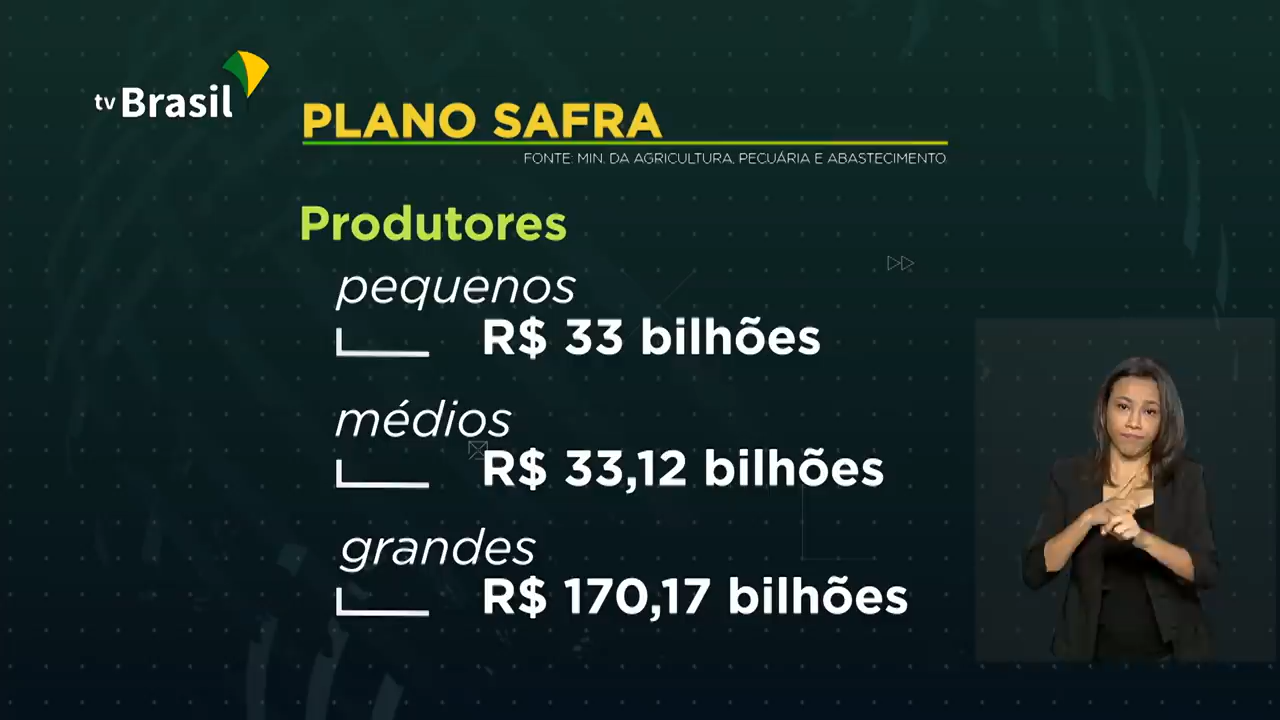 tv Brasil
PLANO SAFRA
FONTE: MIN. DA AGRICULTURA, PECUÁRIA E ABASTECIMENTO
Produtores
pequenos
R$ 33 bilhões
médios
R$ 33,12 bilhões
grandes
R$ 170,17 bilhões